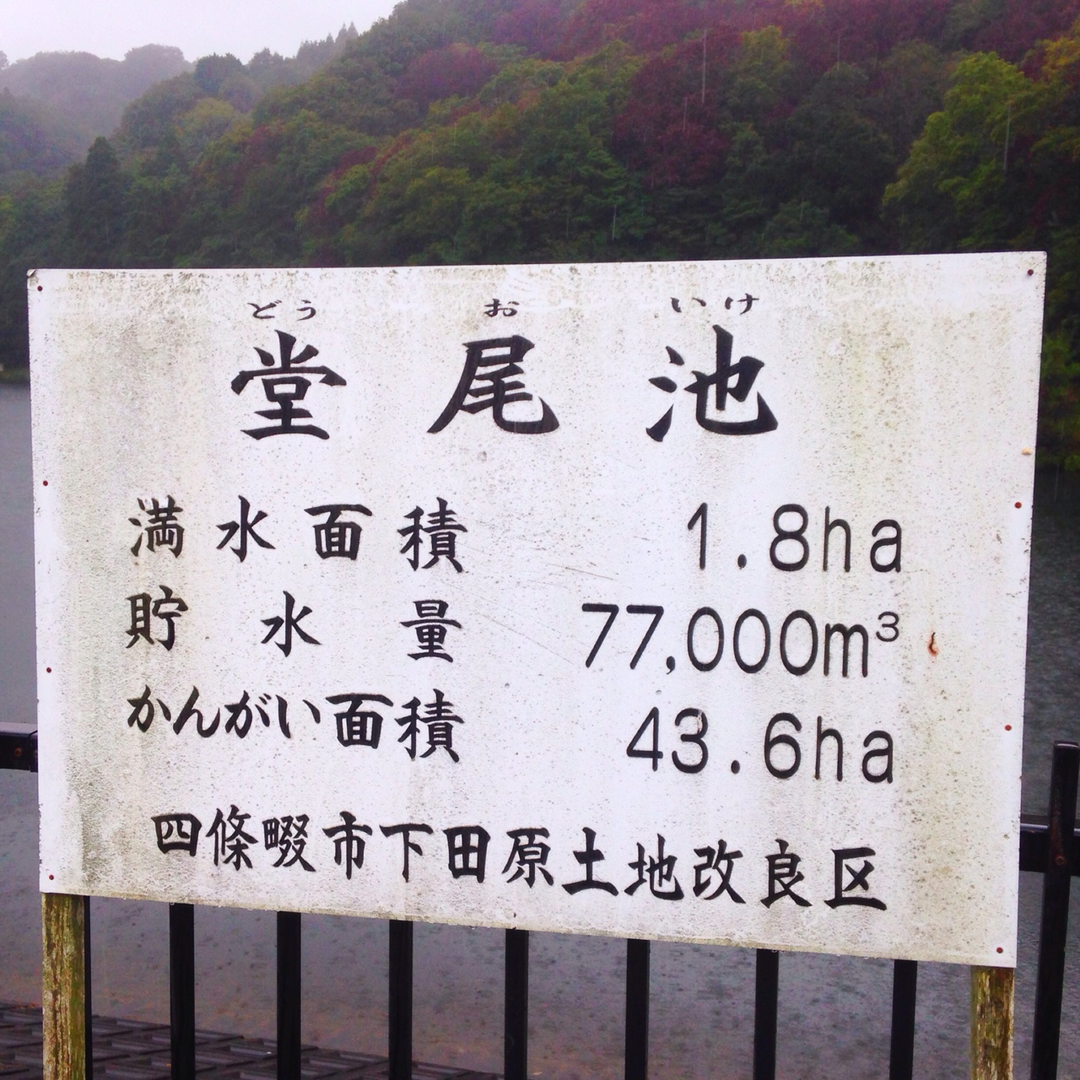 どう お いけ
堂尾池
満水面積 1.8ha
貯水量 77,000m³
かんがい面積 43.6ha
四條畷市下田原土地改良区